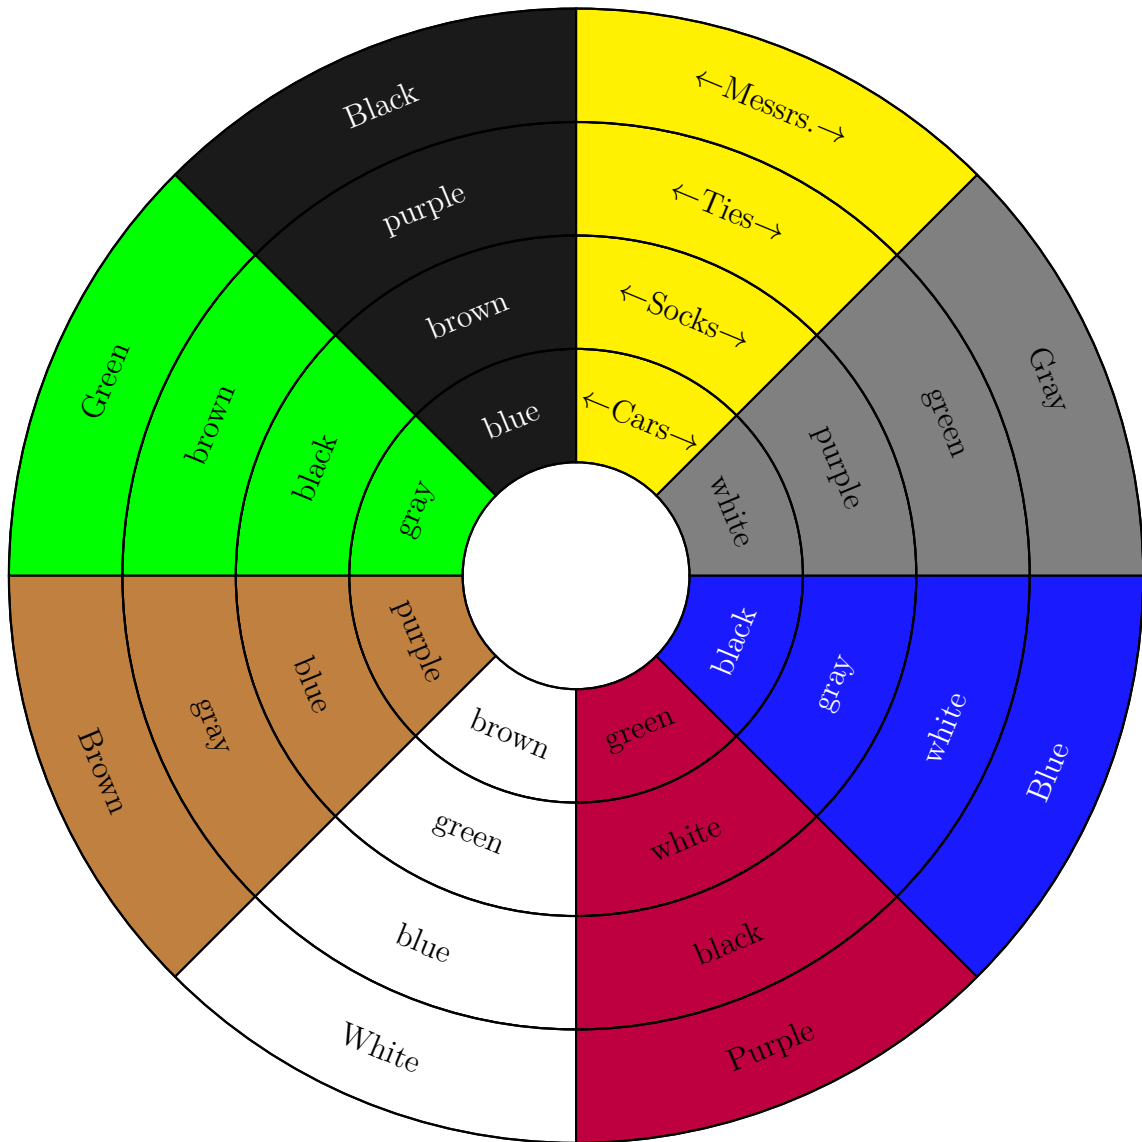 ←Messrs.→
←Ties→
←Socks→
←Cars→
Gray
green
purple
white
Blue
white
gray
black
Purple
black
white
green
White
blue
green
brown
Brown
gray
blue
purple
Green
brown
black
gray
Black
purple
brown
blue